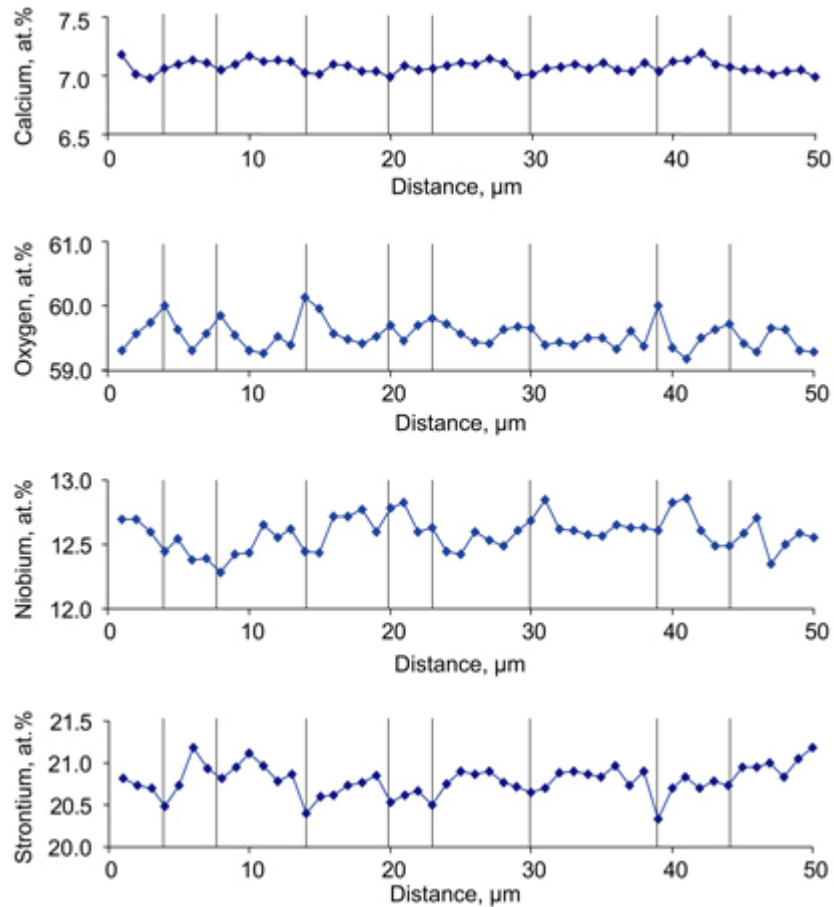 Calcium, at.%
7.5
7.0
6.5
0 10 20 30 40 50
Distance, µm
Oxygen, at.%
61.0
60.0
59.0
0 10 20 30 40 50
Distance, µm
Niobium, at.%
13.0
12.5
12.0
0 10 20 30 40 50
Distance, µm
Strontium, at.%
21.5
21.0
20.5
20.0
0 10 20 30 40 50
Distance, µm